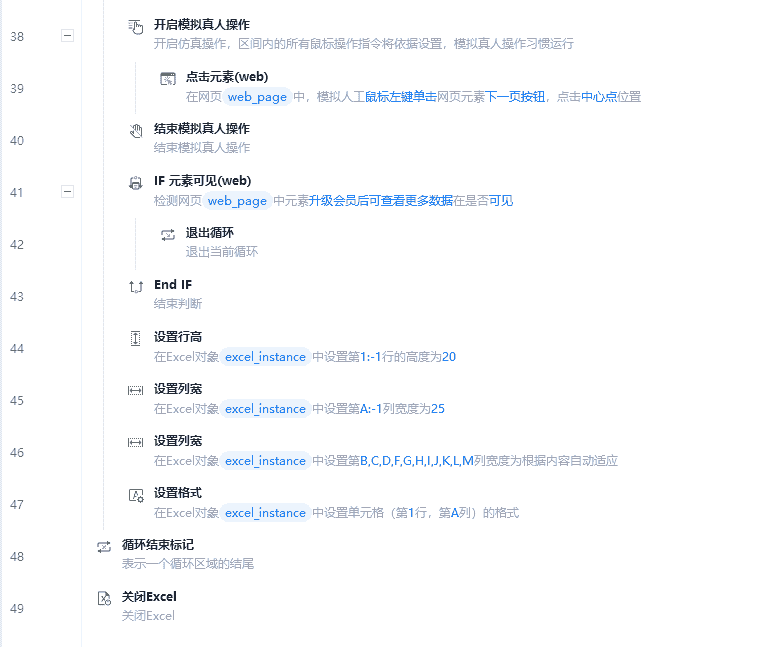 38 开启模拟真人操作
开启仿真操作，区间内的所有鼠标操作指令将依据设置，模拟真人操作习惯运行
39 点击元素(web)
在网页 web_page 中，模拟人工鼠标左键单击网页元素下一页按钮，点击中心点位置
40 结束模拟真人操作
结束模拟真人操作
41 IF 元素可见(web)
检测网页 web_page 中元素升级会员后可查看更多数据在是否可见
42 退出循环
退出当前循环
43 End IF
结束判断
44 设置行高
在Excel对象 excel_instance 中设置第1:-1行的高度为20
45 设置列宽
在Excel对象 excel_instance 中设置第A:-1列宽度为25
46 设置列宽
在Excel对象 excel_instance 中设置第B,C,D,F,G,H,I,J,K,L,M列宽度为根据内容自动适应
47 设置格式
在Excel对象 excel_instance 中设置单元格（第1行，第A列）的格式
48 循环结束标记
表示一个循环区域的结尾
49 关闭Excel
关闭Excel